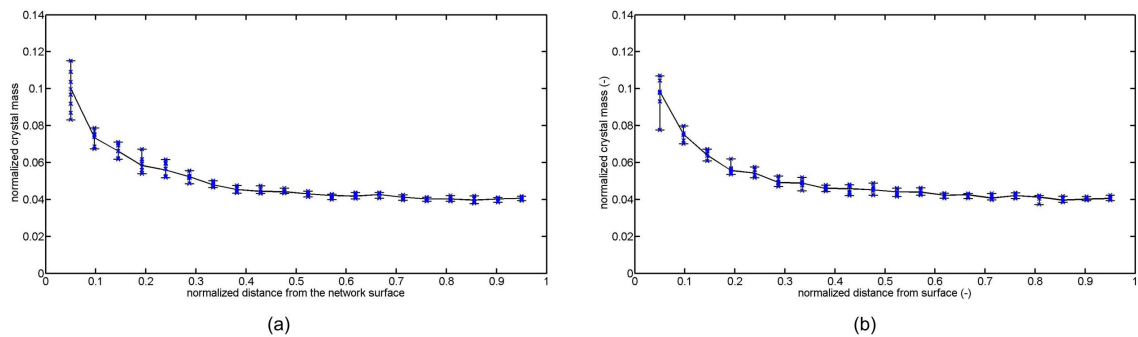 0.14
0.12
0.1
0.08
0.06
0.04
0.02
0
normalized crystal mass
0 0.1 0.2 0.3 0.4 0.5 0.6 0.7 0.8 0.9 1
normalized distance from the network surface
(a)
0.14
0.12
0.1
0.08
0.06
0.04
0.02
0
normalized crystal mass (-)
0 0.1 0.2 0.3 0.4 0.5 0.6 0.7 0.8 0.9 1
normalized distance from surface (-)
(b)